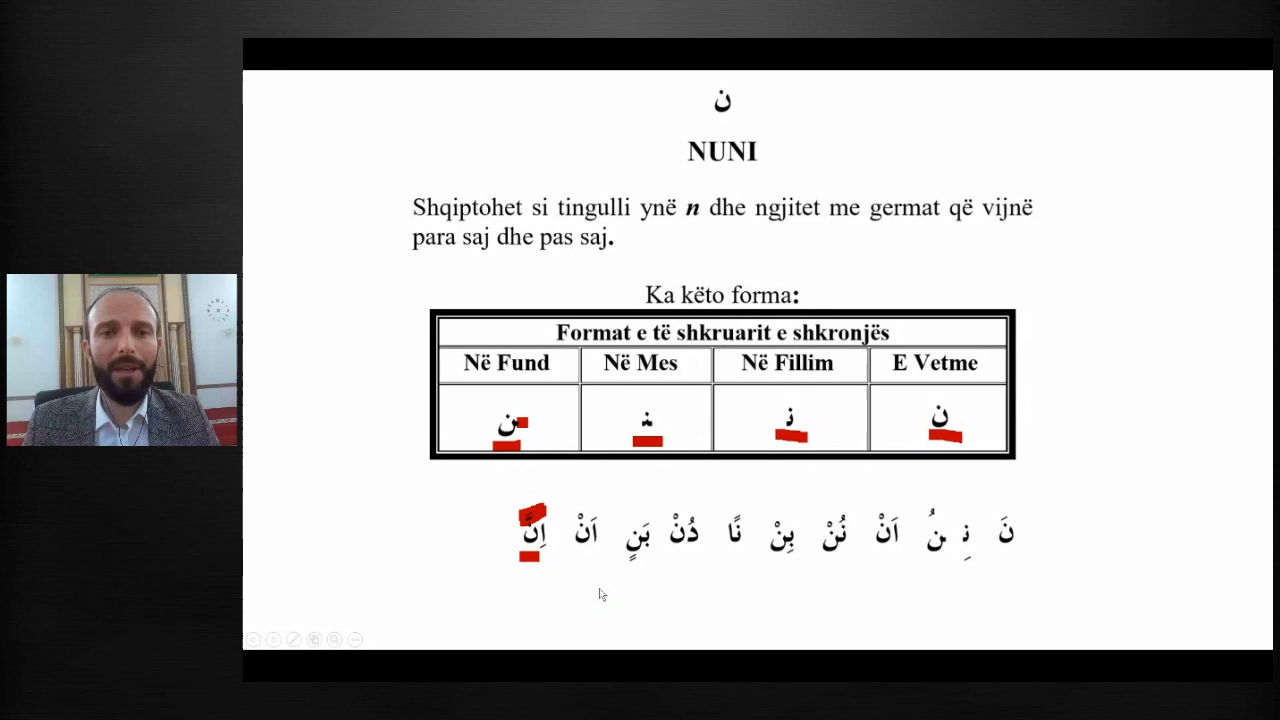 ن
NUNI
Shqiptohet si tingulli ynë n dhe ngjitet me germat që vijnë
para saj dhe pas saj.
Ka këto forma:
Format e të shkruarit e shkronjës
Në Fund Në Mes Në Fillim E Vetme
ـن ـنـ نـ ن
نَ نِـ ـنُ اَنْ نُنْ بِنْ نًا دُنْ بَنٍ اَنْ اِنَّ